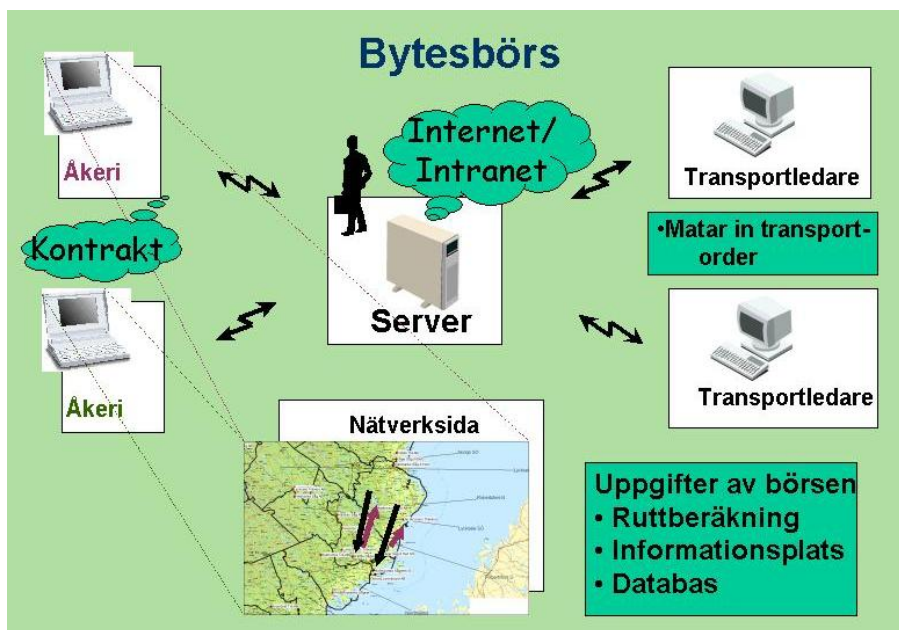 Bytesbörs
Åkeri
Internet/
Intranet
Transportledare
•Matar in transport-
order
Kontrakt
Server
Åkeri
Transportledare
Nätverksida
Uppgifter av börsen
• Ruttberäkning
• Informationsplats
• Databas